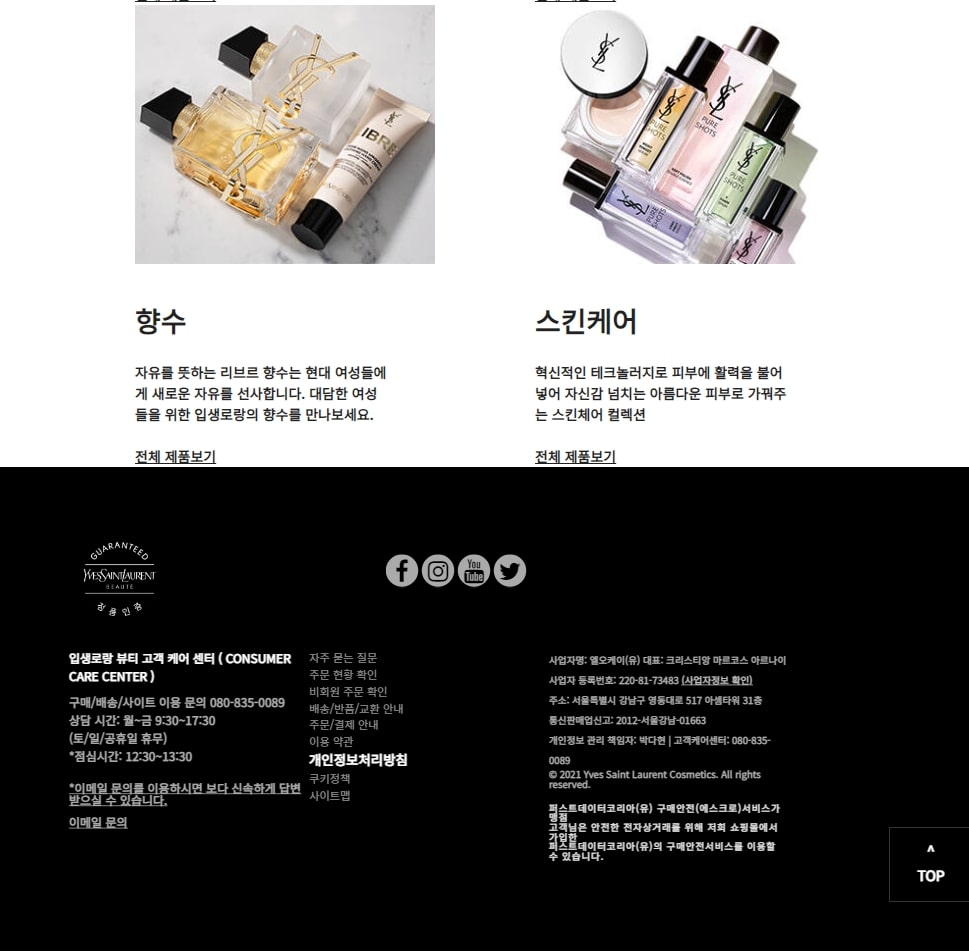 IBRE
YSL
PURE
SHOTS
YSL
PURE
SHOTS
YSL
PURE
SHOTS
YSL
PURE
SHOTS
향수
자유를 뜻하는 리브르 향수는 현대 여성들에
게 새로운 자유를 선사합니다. 대담한 여성
들을 위한 입생로랑의 향수를 만나보세요.
전체 제품보기
스킨케어
혁신적인 테크놀러지로 피부에 활력을 불어
넣어 자신감 넘치는 아름다운 피부로 가꿔주
는 스킨체어 컬렉션
전체 제품보기
GUARANTEED
YVESSAINTLAURENT
BEAUTÉ
정품인증
You
Tube
입생로랑 뷰티 고객 케어 센터 ( CONSUMER
CARE CENTER )
구매/배송/사이트 이용 문의 080-835-0089
상담 시간: 월~금 9:30~17:30
(토/일/공휴일 휴무)
*점심시간: 12:30~13:30
*이메일 문의를 이용하시면 보다 신속하게 답변
받으실 수 있습니다.
이메일 문의
자주 묻는 질문
주문 현황 확인
비회원 주문 확인
배송/반품/교환 안내
주문/결제 안내
이용 약관
개인정보처리방침
쿠키정책
사이트맵
사업자명: 엘오케이(유) 대표: 크리스티앙 마르코스 아르나이
사업자 등록번호: 220-81-73483 (사업자정보 확인)
주소: 서울특별시 강남구 영동대로 517 아셈타워 31층
통신판매업신고: 2012-서울강남-01663
개인정보 관리 책임자: 박다현 | 고객케어센터: 080-835-
0089
© 2021 Yves Saint Laurent Cosmetics. All rights
reserved.
퍼스트데이터코리아(유) 구매안전(에스크로)서비스가
맹점
고객님은 안전한 전자상거래를 위해 저희 쇼핑몰에서
가입한
퍼스트데이터코리아(유)의 구매안전서비스를 이용할
수 있습니다.
^
TOP